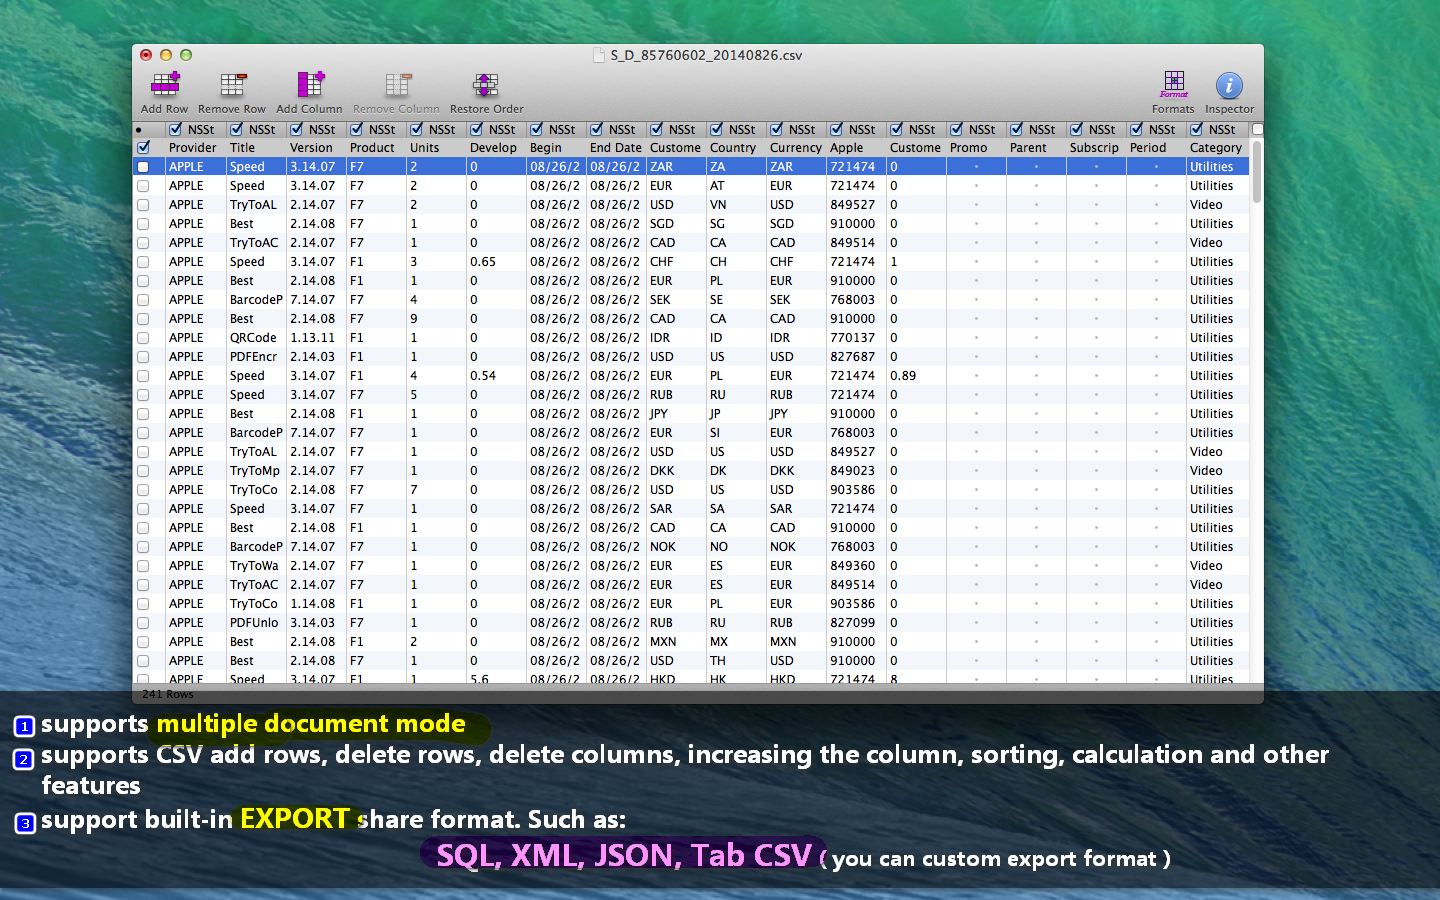 S_D_85760602_20140826.csv
Add Row Remove Row Add Column Remove Column Restore Order Formats Inspector
NSSt NSSt NSSt NSSt NSSt NSSt NSSt NSSt NSSt NSSt NSSt NSSt NSSt NSSt NSSt NSSt NSSt NSSt
Provider Title Version Product Units Develop Begin End Date Custome Country Currency Apple Custome Promo Parent Subscrip Period Category
APPLE Speed 3.14.07 F7 2 0 08/26/2 08/26/2 ZAR ZA ZAR 721474 0 Utilities
APPLE Speed 3.14.07 F7 2 0 08/26/2 08/26/2 EUR AT EUR 721474 0 Utilities
APPLE TryToAL 2.14.07 F7 2 0 08/26/2 08/26/2 USD VN USD 849527 0 Video
APPLE Best 2.14.08 F7 1 0 08/26/2 08/26/2 SGD SG SGD 910000 0 Utilities
APPLE TryToAC 2.14.07 F7 1 0 08/26/2 08/26/2 CAD CA CAD 849514 0 Video
APPLE Speed 3.14.07 F1 3 0.65 08/26/2 08/26/2 CHF CH CHF 721474 1 Utilities
APPLE Best 2.14.08 F1 1 0 08/26/2 08/26/2 EUR PL EUR 910000 0 Utilities
APPLE BarcodeP 7.14.07 F7 4 0 08/26/2 08/26/2 SEK SE SEK 768003 0 Utilities
APPLE Best 2.14.08 F7 9 0 08/26/2 08/26/2 CAD CA CAD 910000 0 Utilities
APPLE QRCode 1.13.11 F1 1 0 08/26/2 08/26/2 IDR ID IDR 770137 0 Utilities
APPLE PDFEncr 2.14.03 F1 1 0 08/26/2 08/26/2 USD US USD 827687 0 Utilities
APPLE Speed 3.14.07 F1 4 0.54 08/26/2 08/26/2 EUR PL EUR 721474 0.89 Utilities
APPLE Speed 3.14.07 F7 5 0 08/26/2 08/26/2 RUB RU RUB 721474 0 Utilities
APPLE Best 2.14.08 F1 1 0 08/26/2 08/26/2 JPY JP JPY 910000 0 Utilities
APPLE BarcodeP 7.14.07 F7 1 0 08/26/2 08/26/2 EUR SI EUR 768003 0 Utilities
APPLE TryToAL 2.14.07 F7 1 0 08/26/2 08/26/2 USD US USD 849527 0 Video
APPLE TryToMp 2.14.07 F7 1 0 08/26/2 08/26/2 DKK DK DKK 849023 0 Video
APPLE TryToCo 2.14.08 F7 7 0 08/26/2 08/26/2 USD US USD 903586 0 Utilities
APPLE Speed 3.14.07 F7 1 0 08/26/2 08/26/2 SAR SA SAR 721474 0 Utilities
APPLE Best 2.14.08 F1 1 0 08/26/2 08/26/2 CAD CA CAD 910000 0 Utilities
APPLE BarcodeP 7.14.07 F7 1 0 08/26/2 08/26/2 NOK NO NOK 768003 0 Utilities
APPLE TryToWa 2.14.07 F7 1 0 08/26/2 08/26/2 EUR ES EUR 849360 0 Video
APPLE TryToAC 2.14.07 F7 1 0 08/26/2 08/26/2 EUR ES EUR 849514 0 Video
APPLE TryToCo 1.14.08 F1 1 0 08/26/2 08/26/2 EUR PL EUR 903586 0 Utilities
APPLE PDFUnlo 3.14.03 F7 1 0 08/26/2 08/26/2 RUB RU RUB 827099 0 Utilities
APPLE Best 2.14.08 F1 2 0 08/26/2 08/26/2 MXN MX MXN 910000 0 Utilities
APPLE Best 2.14.08 F7 1 0 08/26/2 08/26/2 USD TH USD 910000 0 Utilities
APPLE Speed 3.14.07 F1 1 5.6 08/26/2 08/26/2 HKD HK HKD 721474 8 Utilities
241 Rows
1 supports multiple document mode
2 supports CSV add rows, delete rows, delete columns, increasing the column, sorting, calculation and other
features
3 support built-in EXPORT share format. Such as:
SQL, XML, JSON, Tab CSV ( you can custom export format )